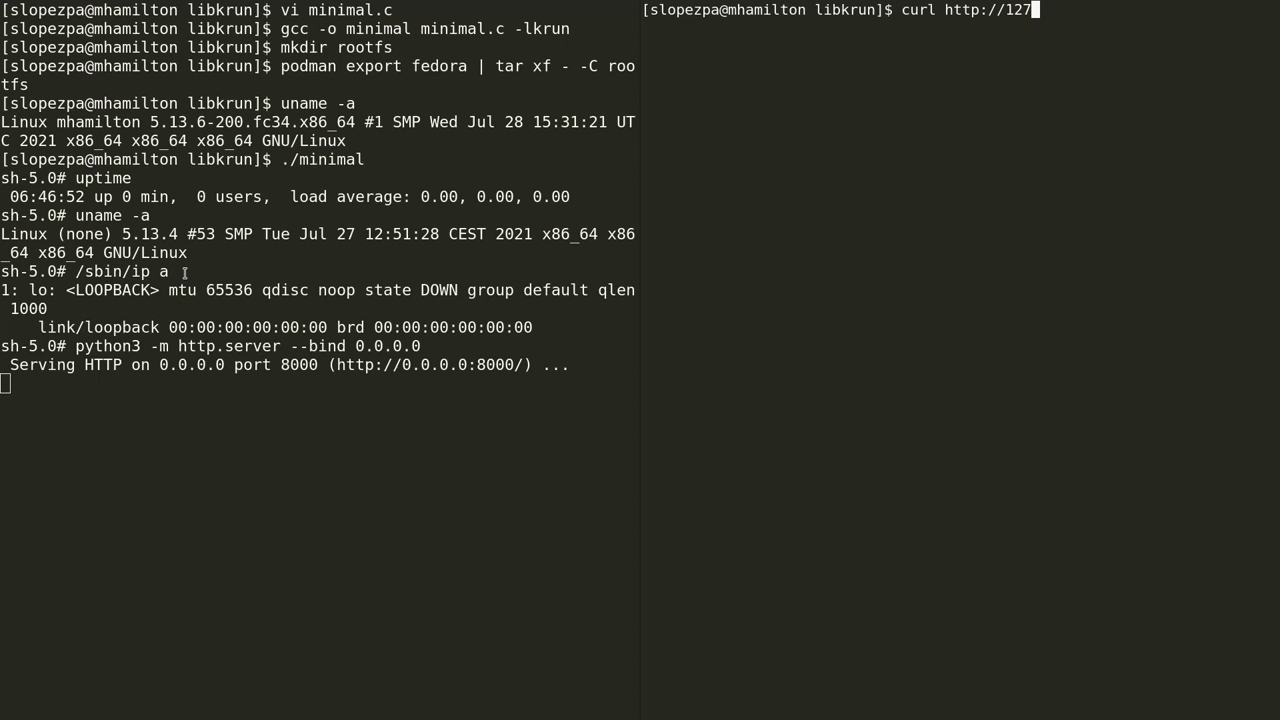 [slopezpa@mhamilton libkrun]$ vi minimal.c
[slopezpa@mhamilton libkrun]$ gcc -o minimal minimal.c -lkrun
[slopezpa@mhamilton libkrun]$ mkdir rootfs
[slopezpa@mhamilton libkrun]$ podman export fedora | tar xf - -C roo
tfs
[slopezpa@mhamilton libkrun]$ uname -a
Linux mhamilton 5.13.6-200.fc34.x86_64 #1 SMP Wed Jul 28 15:31:21 UT
C 2021 x86_64 x86_64 x86_64 GNU/Linux
[slopezpa@mhamilton libkrun]$ ./minimal
sh-5.0# uptime
 06:46:52 up 0 min,  0 users,  load average: 0.00, 0.00, 0.00
sh-5.0# uname -a
Linux (none) 5.13.4 #53 SMP Tue Jul 27 12:51:28 CEST 2021 x86_64 x86
_64 x86_64 GNU/Linux
sh-5.0# /sbin/ip a
1: lo: <LOOPBACK> mtu 65536 qdisc noop state DOWN group default qlen
 1000
    link/loopback 00:00:00:00:00:00 brd 00:00:00:00:00:00
sh-5.0# python3 -m http.server --bind 0.0.0.0
 Serving HTTP on 0.0.0.0 port 8000 (http://0.0.0.0:8000/) ...
[slopezpa@mhamilton libkrun]$ curl http://127